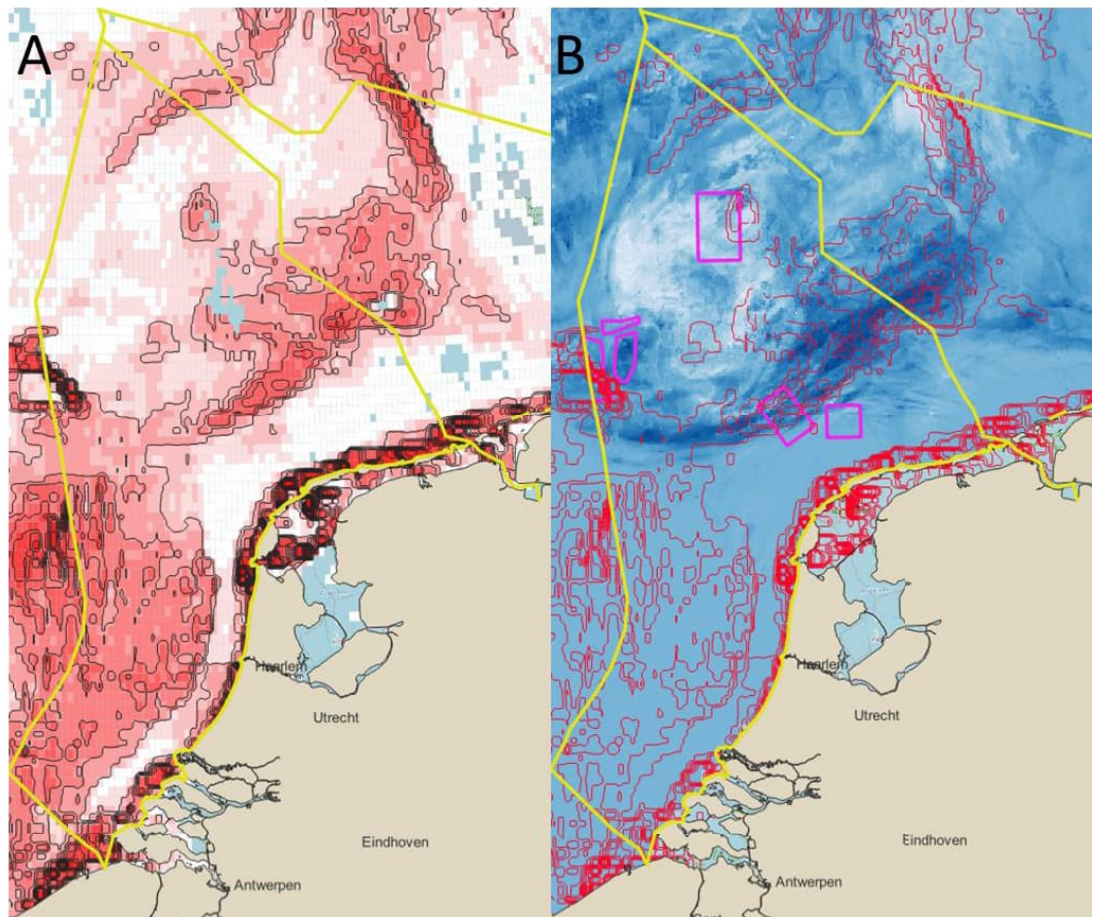 A
B
Haarlem
Haarlem
Utrecht
Utrecht
Eindhoven
Eindhoven
Antwerpen
Antwerpen